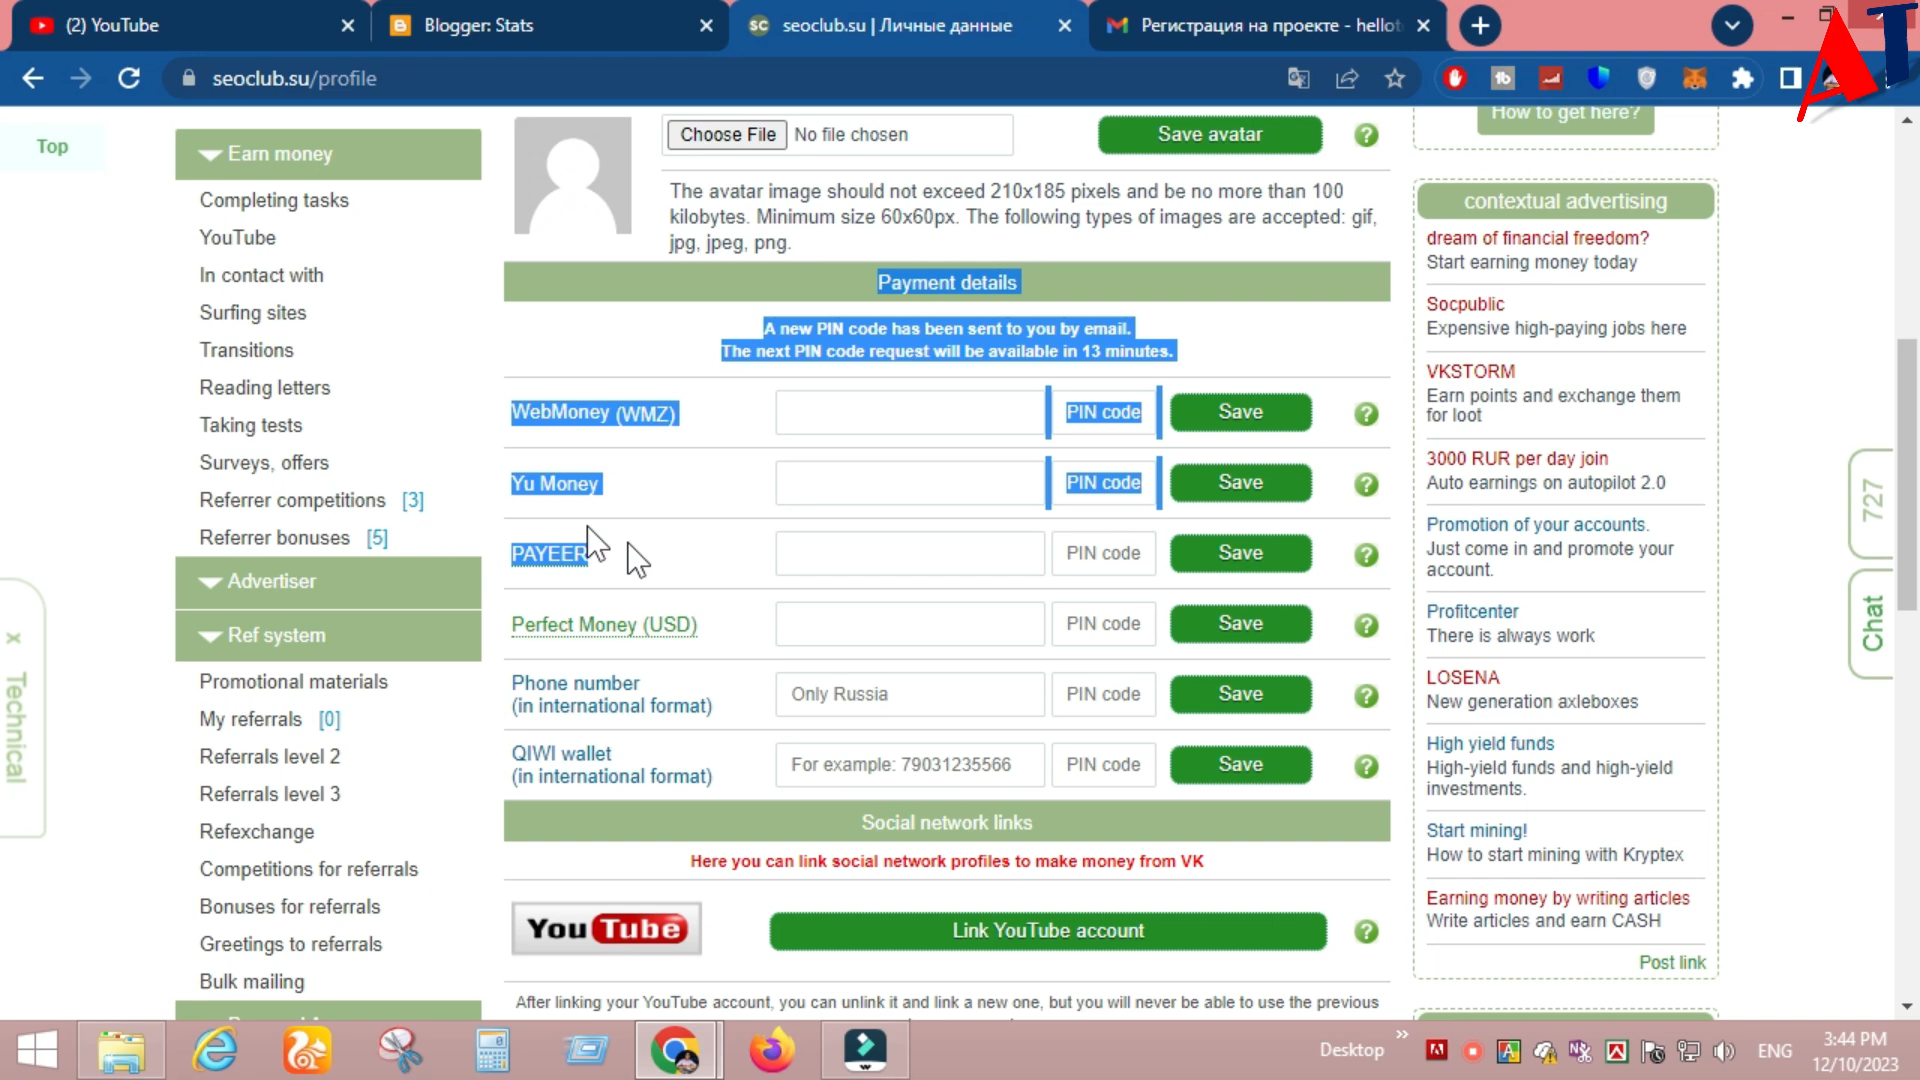 (2) YouTube
Blogger: Stats
seoclub.su | Личные данные
Регистрация на проекте - hellot
AT
seoclub.su/profile
Top
Earn money
Completing tasks
YouTube
In contact with
Surfing sites
Transitions
Reading letters
Taking tests
Surveys, offers
Referrer competitions [3]
Referrer bonuses [5]
Advertiser
Ref system
Promotional materials
My referrals [0]
Referrals level 2
Referrals level 3
Refexchange
Competitions for referrals
Bonuses for referrals
Greetings to referrals
Bulk mailing
x Technical
Choose File No file chosen
Save avatar
?
The avatar image should not exceed 210x185 pixels and be no more than 100
kilobytes. Minimum size 60x60px. The following types of images are accepted: gif,
jpg, jpeg, png.
Payment details
A new PIN code has been sent to you by email.
The next PIN code request will be available in 13 minutes.
WebMoney (WMZ) PIN code Save ?
Yu Money PIN code Save ?
PAYEER PIN code Save ?
Perfect Money (USD) PIN code Save ?
Phone number
(in international format)
Only Russia PIN code Save ?
QIWI wallet
(in international format)
For example: 79031235566 PIN code Save ?
Social network links
Here you can link social network profiles to make money from VK
YouTube
Link YouTube account ?
After linking your YouTube account, you can unlink it and link a new one, but you will never be able to use the previous
How to get here?
contextual advertising
dream of financial freedom?
Start earning money today
Socpublic
Expensive high-paying jobs here
VKSTORM
Earn points and exchange them
for loot
3000 RUR per day join
Auto earnings on autopilot 2.0
Promotion of your accounts.
Just come in and promote your
account.
Profitcenter
There is always work
LOSENA
New generation axleboxes
High yield funds
High-yield funds and high-yield
investments.
Start mining!
How to start mining with Kryptex
Earning money by writing articles
Write articles and earn CASH
Post link
727
Chat
Desktop
ENG
3:44 PM
12/10/2023